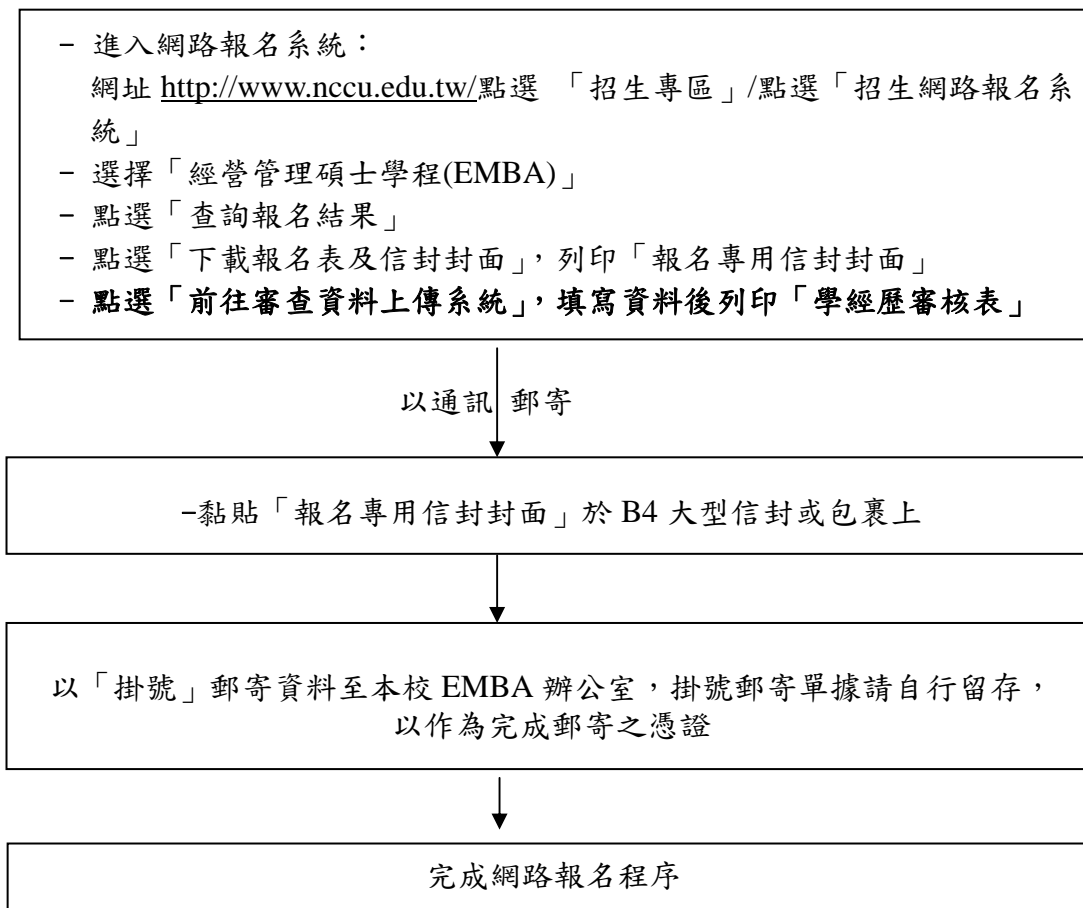 - 進入網路報名系統：
網址 http://www.nccu.edu.tw/點選 「招生專區」/點選「招生網路報名系
統」
- 選擇「經營管理碩士學程(EMBA)」
- 點選「查詢報名結果」
- 點選「下載報名表及信封封面」，列印「報名專用信封封面」
- 點選「前往審查資料上傳系統」，填寫資料後列印「學經歷審核表」
以通訊 郵寄
-黏貼「報名專用信封封面」於 B4 大型信封或包裹上
以「掛號」郵寄資料至本校 EMBA 辦公室，掛號郵寄單據請自行留存，
以作為完成郵寄之憑證
完成網路報名程序